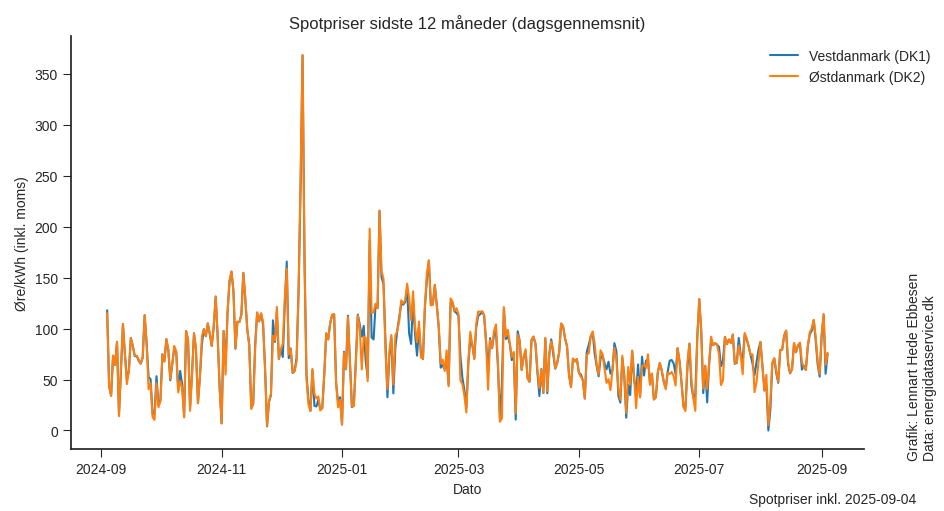 Spotpriser sidste 12 måneder (dagsgennemsnit)
Vestdanmark (DK1)
Østdanmark (DK2)
Øre/kWh (inkl. moms)
350
300
250
200
150
100
50
0
2024-09
2024-11
2025-01
2025-03
2025-05
2025-07
2025-09
Dato
Grafik: Lennart Hede Ebbesen
Data: energidataservice.dk
Spotpriser inkl. 2025-09-04